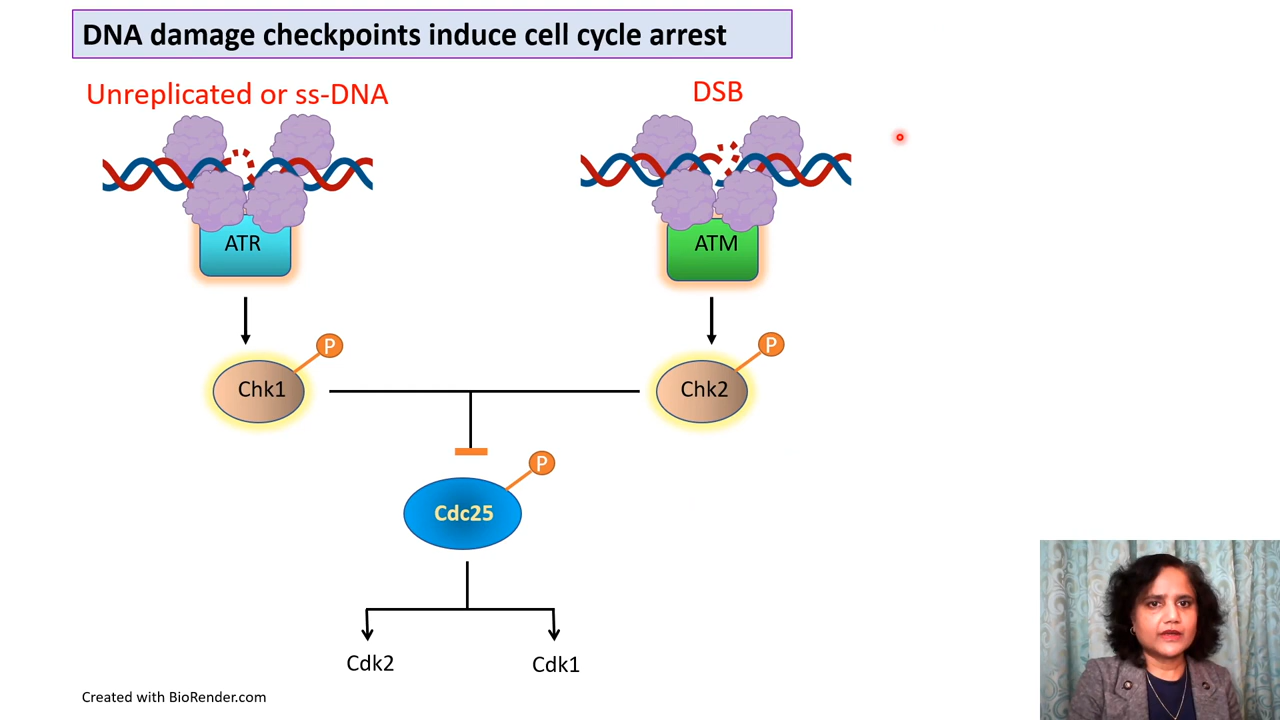 DNA damage checkpoints induce cell cycle arrest
Unreplicated or ss-DNA
DSB
ATR
ATM
P
P
Chk1
Chk2
P
Cdc25
Cdk2
Cdk1
Created with BioRender.com